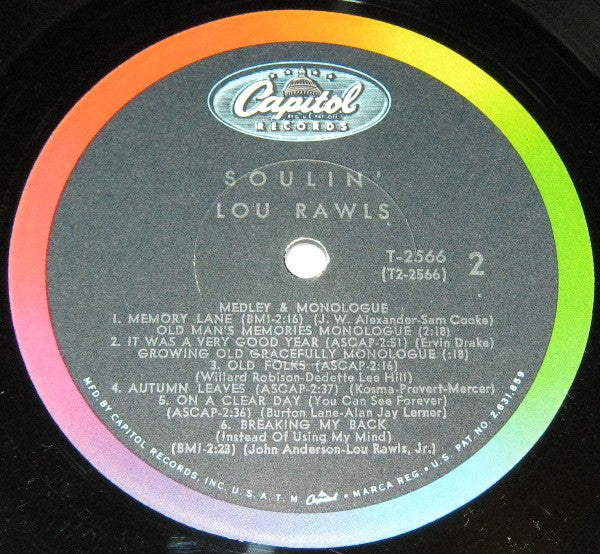 Capitol
REG. U.S. PAT. OFF.
RECORDS
SOULIN'
LOU RAWLS
T-2566
(T2-2566)
2
MEDLEY & MONOLOGUE
1. MEMORY LANE (BMI-2:16) (J. W. Alexander-Sam Cooke)
OLD MAN'S MEMORIES MONOLOGUE (2:18)
2. IT WAS A VERY GOOD YEAR (ASCAP-2:51) (Ervin Drake)
GROWING OLD GRACEFULLY MONOLOGUE (:18)
3. OLD FOLKS (ASCAP-2:16)
(Willard Robison-Dedette Lee Hill)
4. AUTUMN LEAVES (ASCAP-2:37) (Kosma-Prevert-Mercer)
5. ON A CLEAR DAY (You Can See Forever)
(ASCAP-2:36) (Burton Lane-Alan Jay Lerner)
6. BREAKING MY BACK
(Instead Of Using My Mind)
(BMI-2:23) (John Anderson-Lou Rawls, Jr.)
MFD. BY CAPITOL RECORDS, INC. U.S.A. T.M. Capitol • MARCA REG. • U.S. PAT. NO. 2,631,859